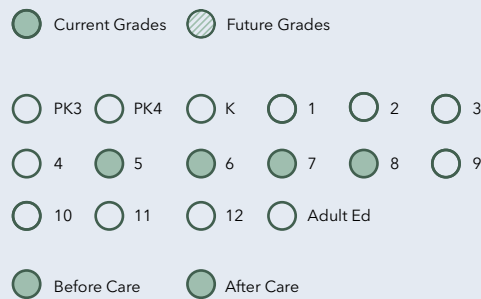 Current Grades Future Grades
PK3 PK4 K 1 2 3
4 5 6 7 8 9
10 11 12 Adult Ed
Before Care After Care